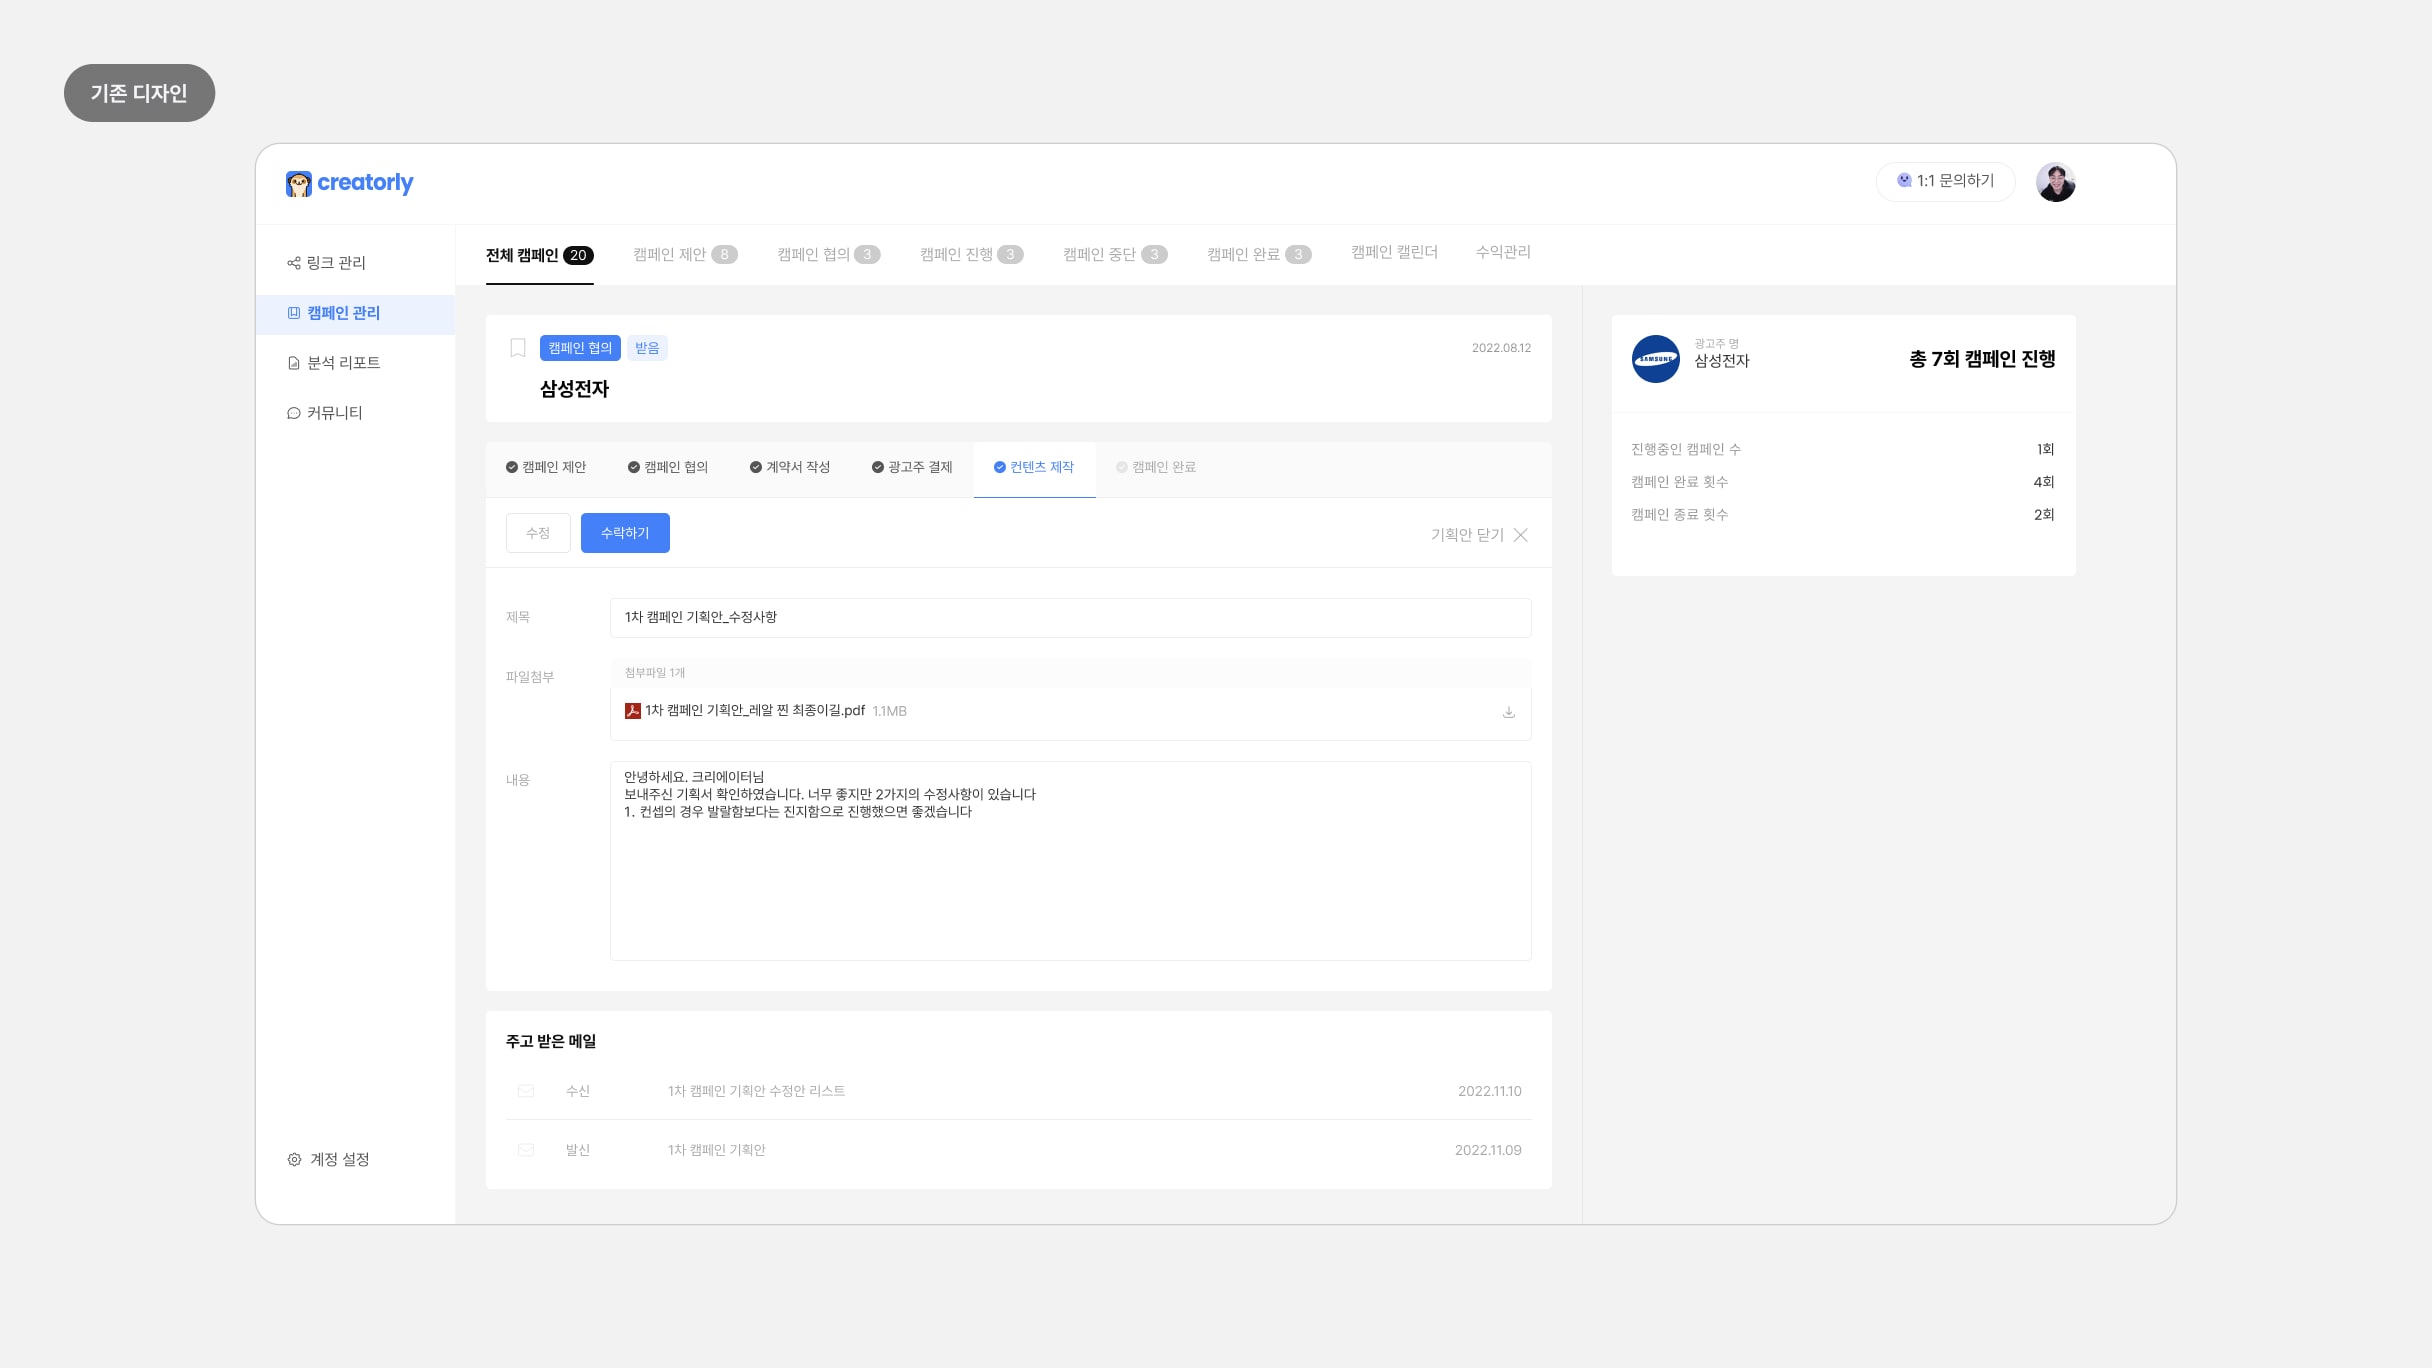 기존 디자인
creatorly
1:1 문의하기
링크 관리
캠페인 관리
분석 리포트
커뮤니티
계정 설정
전체 캠페인 20
캠페인 제안 8
캠페인 협의 3
캠페인 진행 3
캠페인 중단 3
캠페인 완료 3
캠페인 캘린더
수익관리
캠페인 협의 받음
2022.08.12
삼성전자
캠페인 제안
캠페인 협의
계약서 작성
광고주 결제
컨텐츠 제작
캠페인 완료
수정
수락하기
기획안 닫기
제목
1차 캠페인 기획안_수정사항
파일첨부
첨부파일 1개
1차 캠페인 기획안_레알 찐 최종이길.pdf 1.1MB
내용
안녕하세요. 크리에이터님
보내주신 기획서 확인하였습니다. 너무 좋지만 2가지의 수정사항이 있습니다
1. 컨셉의 경우 발랄함보다는 진지함으로 진행했으면 좋겠습니다
주고 받은 메일
수신 1차 캠페인 기획안 수정안 리스트 2022.11.10
발신 1차 캠페인 기획안 2022.11.09
SAMSUNG
광고주 명
삼성전자
총 7회 캠페인 진행
진행중인 캠페인 수 1회
캠페인 완료 횟수 4회
캠페인 종료 횟수 2회